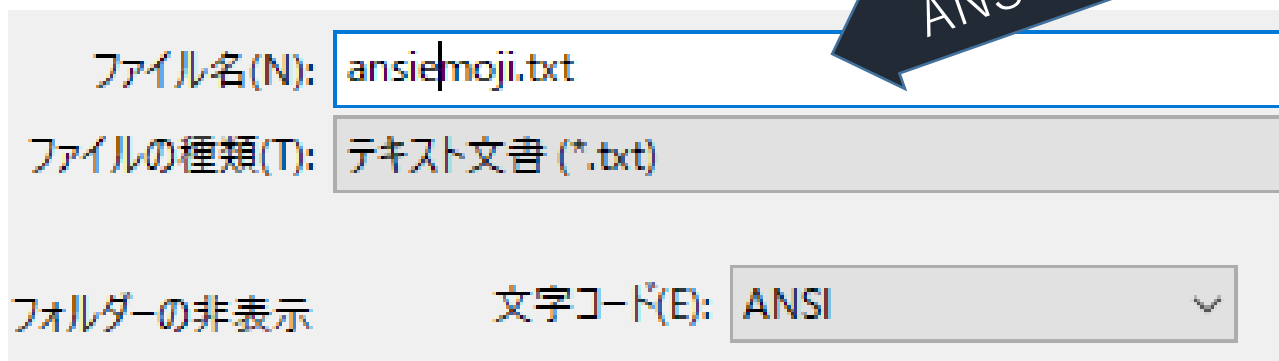 ANS
ファイル名(N): ansiemoji.txt
ファイルの種類(T): テキスト文書 (*.txt)
フォルダーの非表示 文字コード(E): ANSI